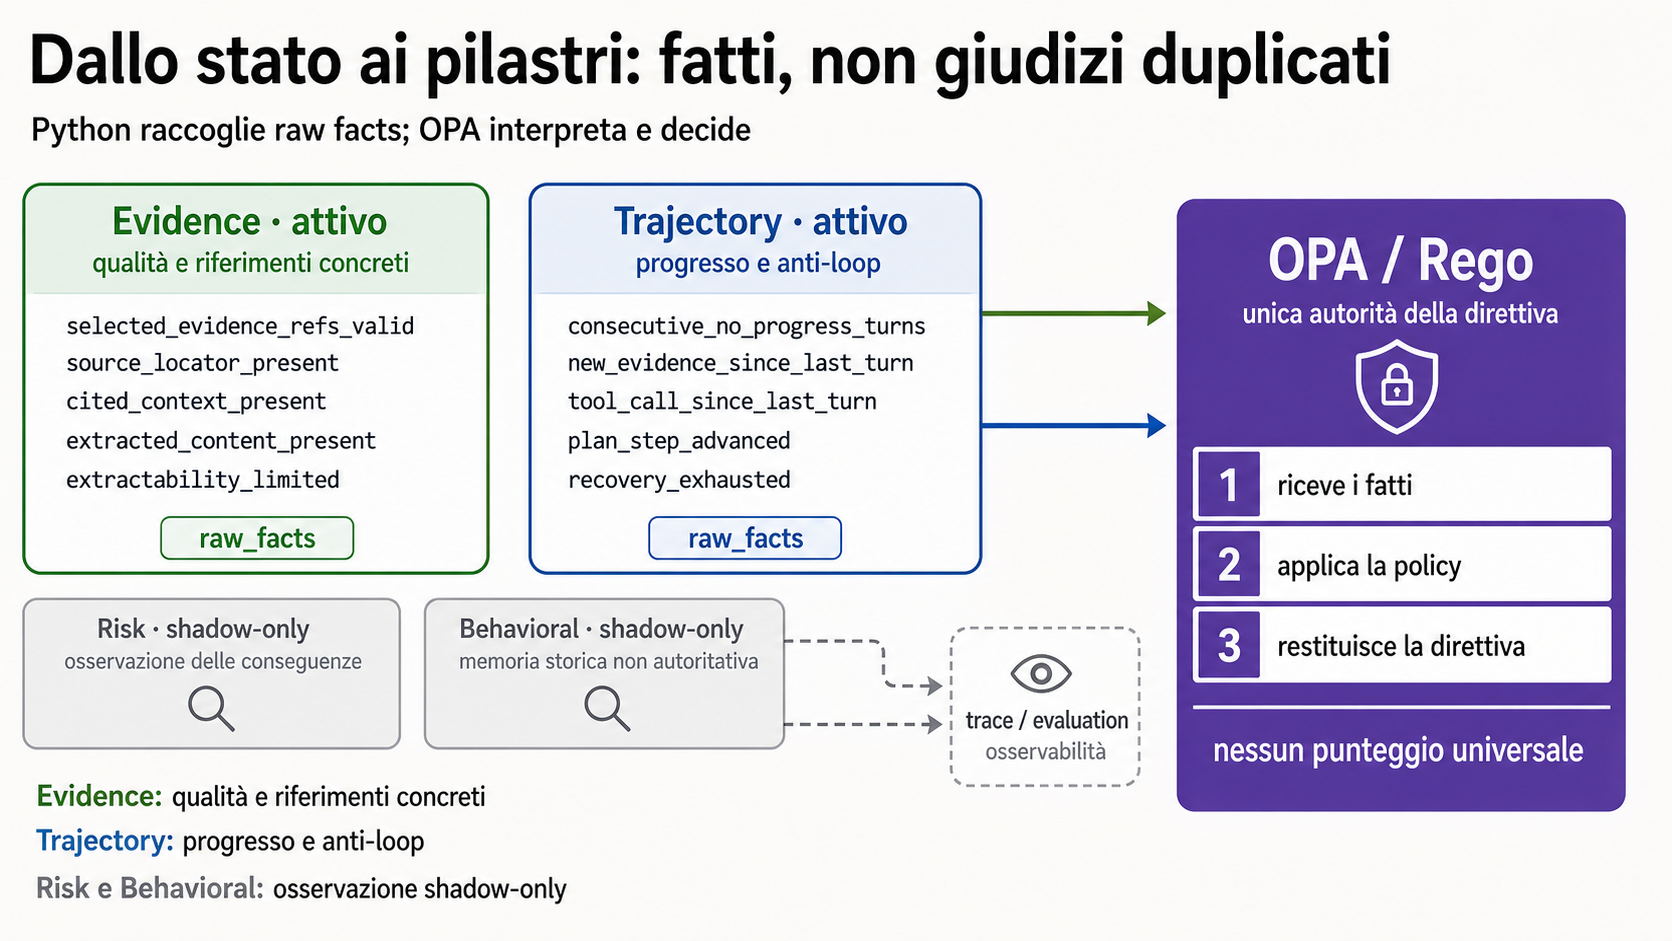 Dallo stato ai pilastri: fatti, non giudizi duplicati
Python raccoglie raw facts; OPA interpreta e decide
Evidence · attivo
qualità e riferimenti concreti
selected_evidence_refs_valid
source_locator_present
cited_context_present
extracted_content_present
extractability_limited
raw_facts
Trajectory · attivo
progresso e anti-loop
consecutive_no_progress_turns
new_evidence_since_last_turn
tool_call_since_last_turn
plan_step_advanced
recovery_exhausted
raw_facts
OPA / Rego
unica autorità della direttiva
1 riceve i fatti
2 applica la policy
3 restituisce la direttiva
nessun punteggio universale
Risk · shadow-only
osservazione delle conseguenze
Behavioral · shadow-only
memoria storica non autoritativa
trace / evaluation
osservabilità
Evidence: qualità e riferimenti concreti
Trajectory: progresso e anti-loop
Risk e Behavioral: osservazione shadow-only